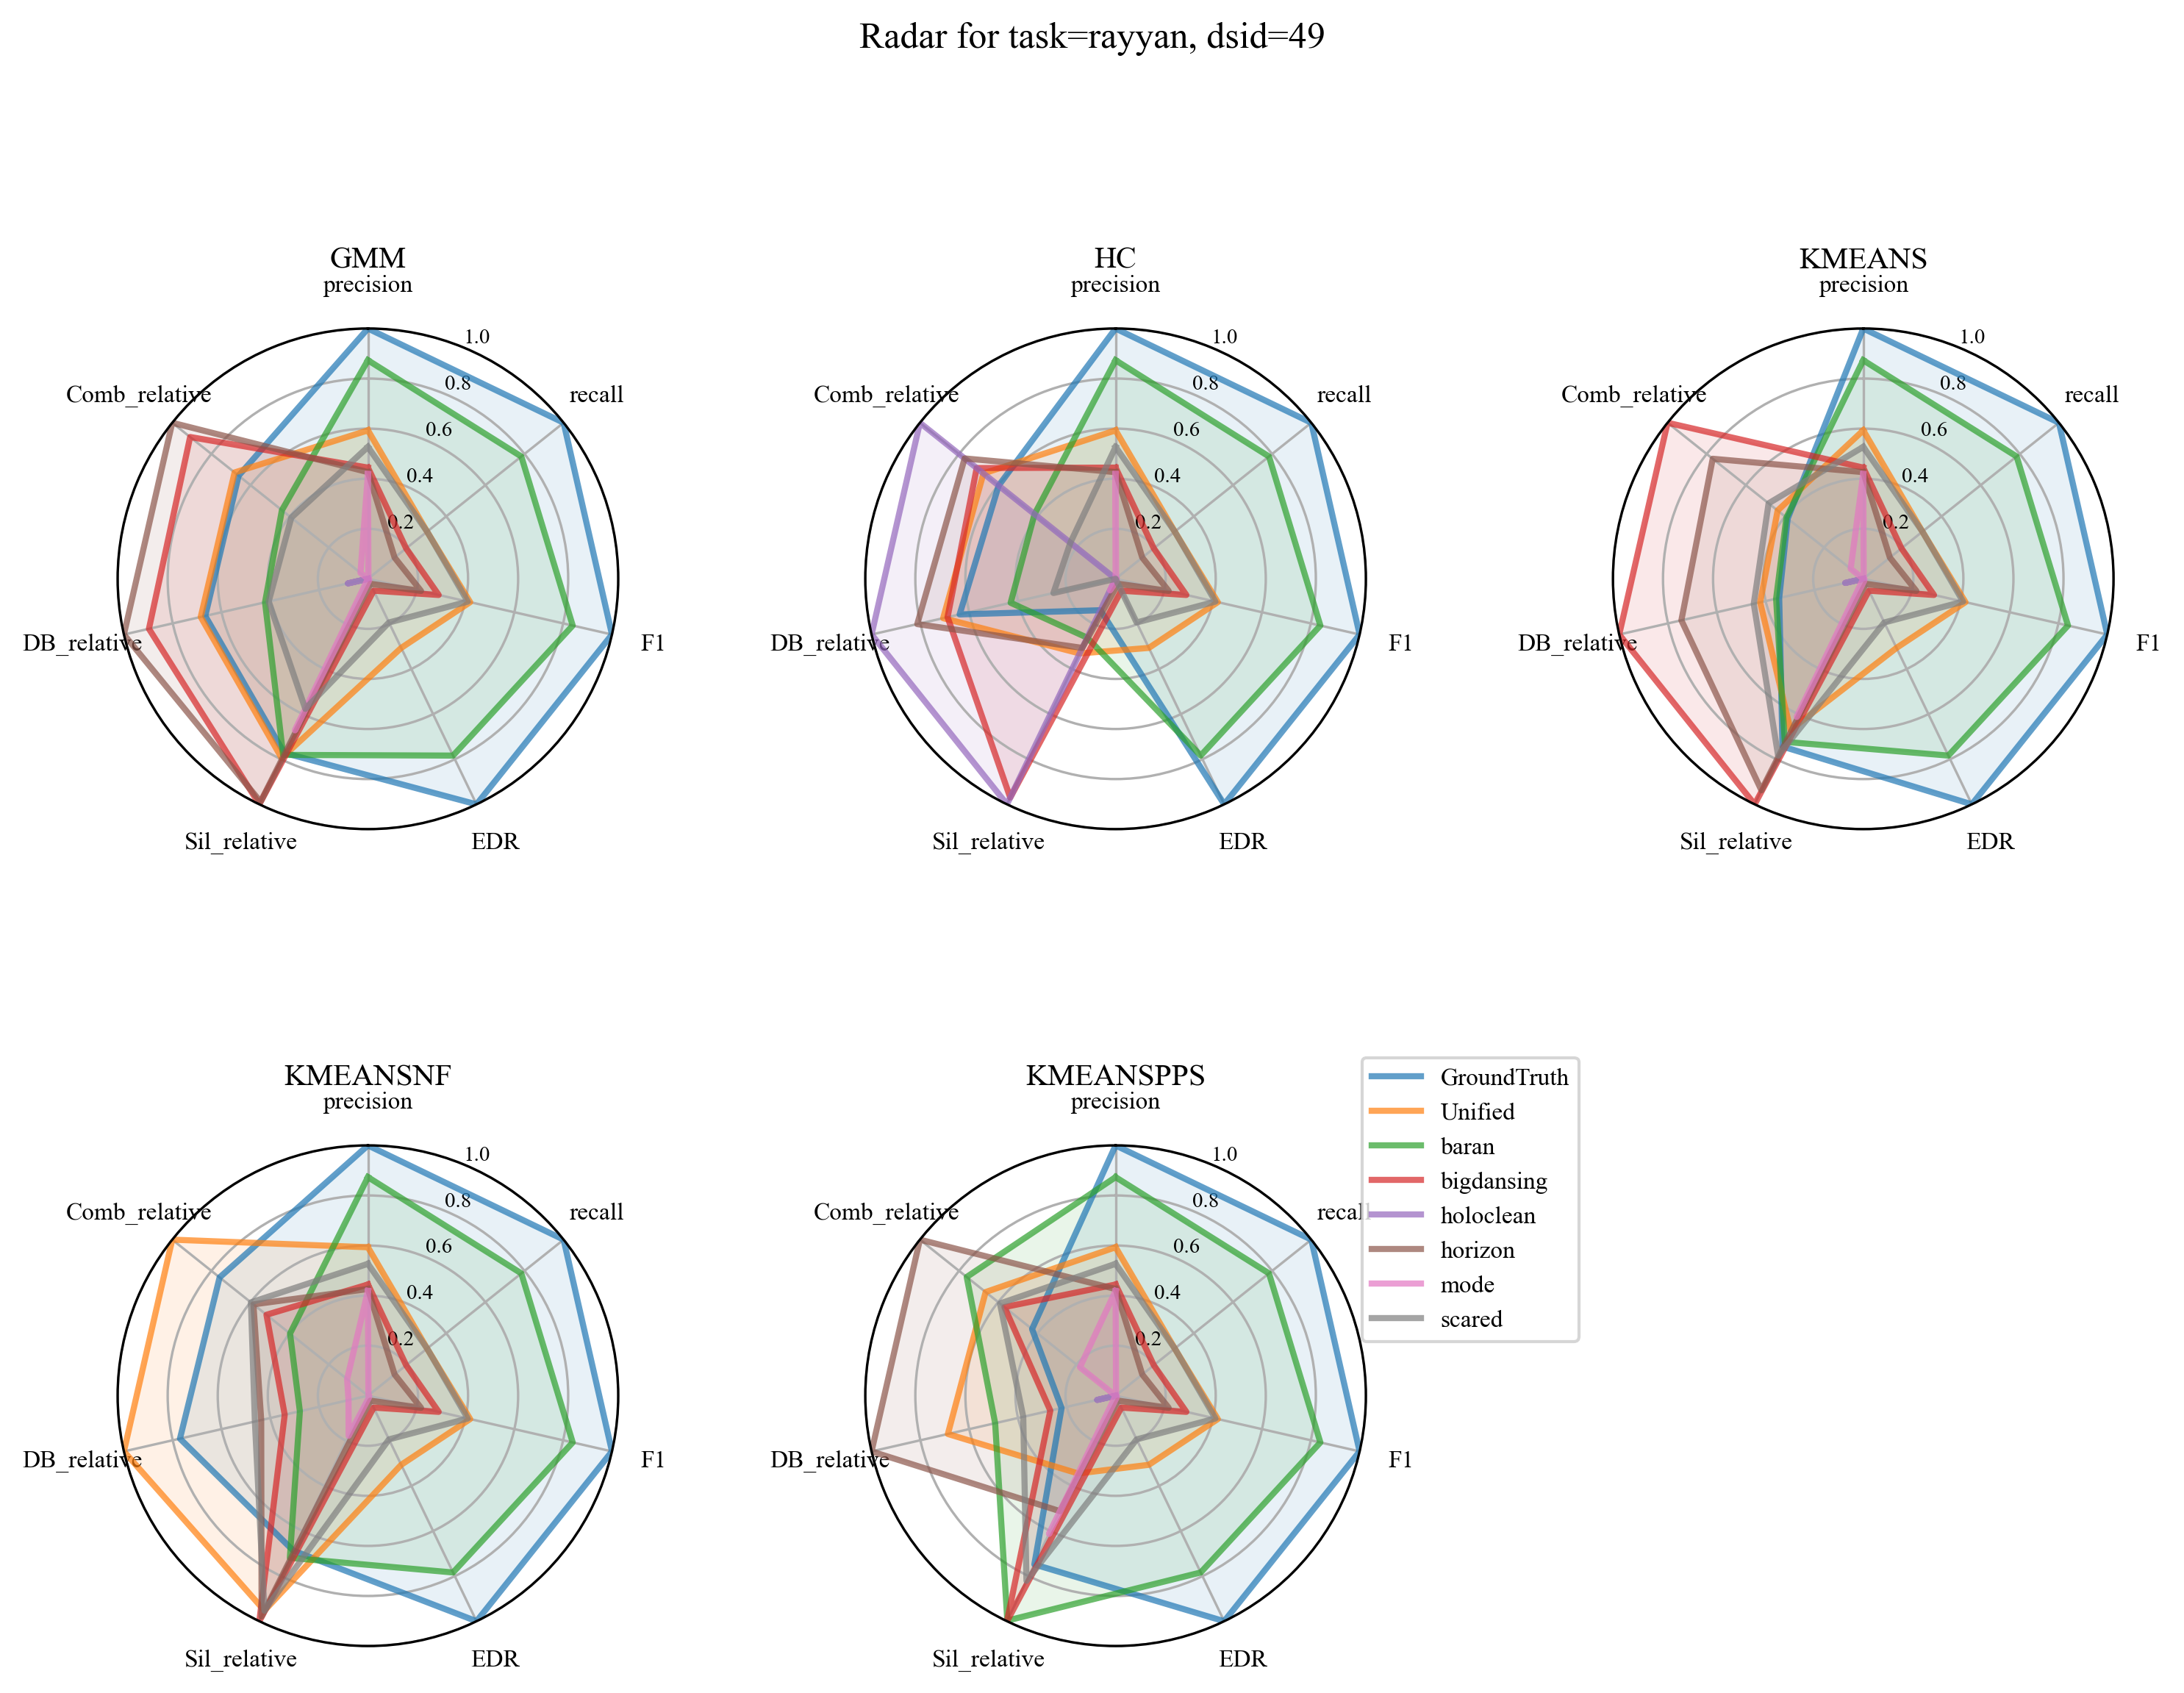 Radar for task=rayyan, dsid=49
GMM
precision
recall
F1
EDR
Sil_relative
DB_relative
Comb_relative
0.2
0.4
0.6
0.8
1.0
HC
precision
recall
F1
EDR
Sil_relative
DB_relative
Comb_relative
0.2
0.4
0.6
0.8
1.0
KMEANS
precision
recall
F1
EDR
Sil_relative
DB_relative
Comb_relative
0.2
0.4
0.6
0.8
1.0
KMEANSNF
precision
recall
F1
EDR
Sil_relative
DB_relative
Comb_relative
0.2
0.4
0.6
0.8
1.0
KMEANSPPS
precision
recall
F1
EDR
Sil_relative
DB_relative
Comb_relative
0.2
0.4
0.6
0.8
1.0
GroundTruth
Unified
baran
bigdansing
holoclean
horizon
mode
scared